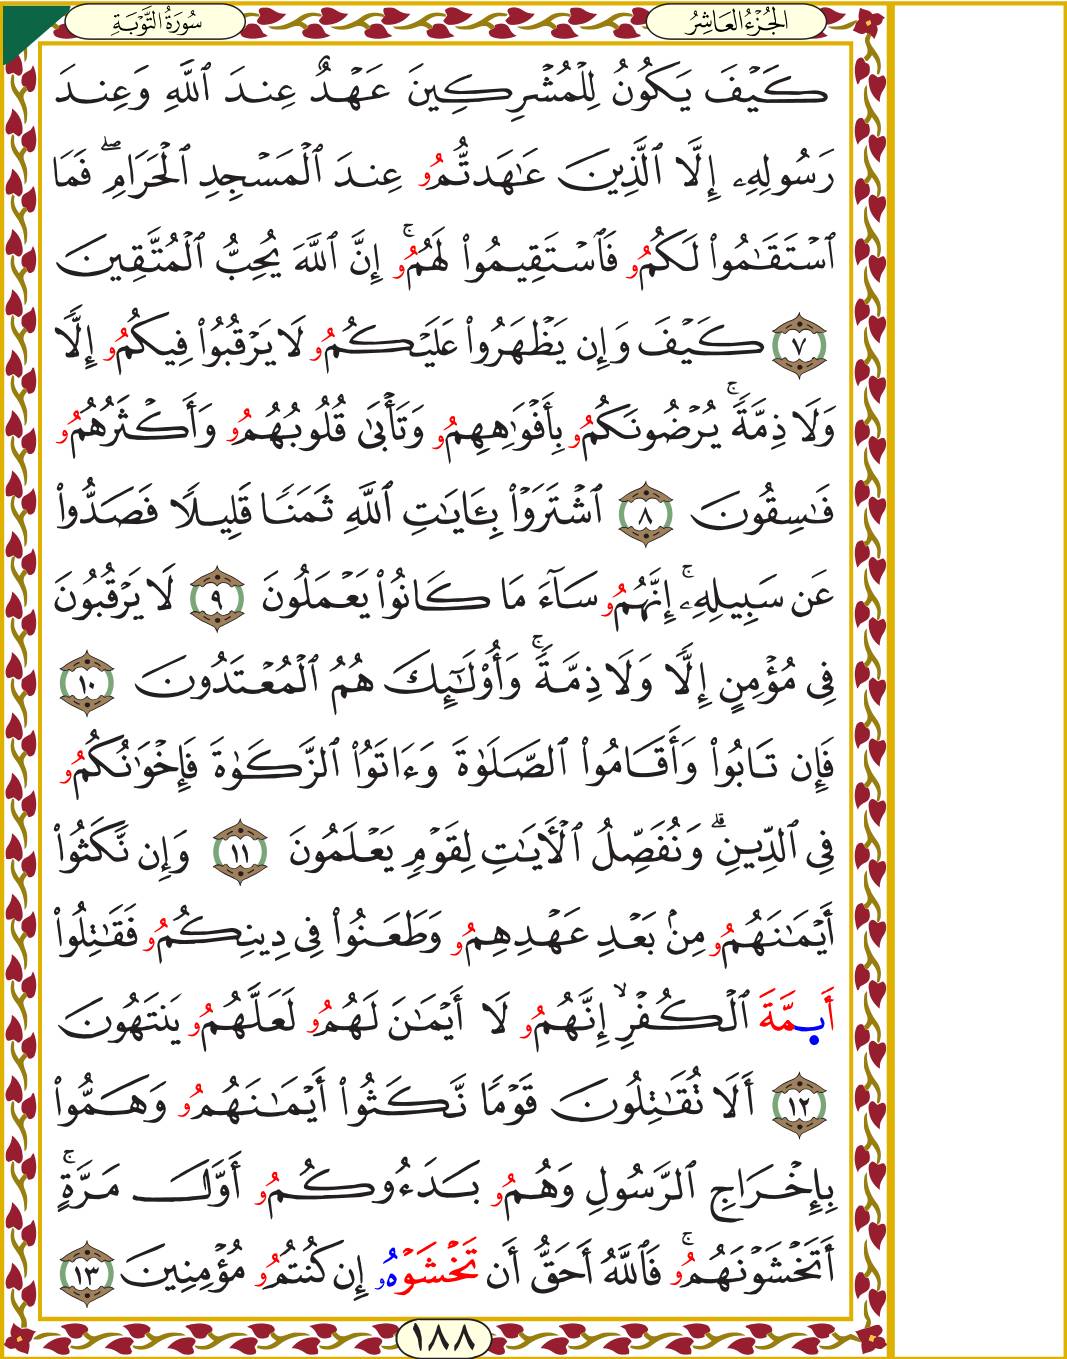 الجُزْءُ العَاشِرُ
سُورَةُ التَّوْبَةِ
كَيْفَ يَكُونُ لِلْمُشْرِكِينَ عَهْدٌ عِندَ ٱللَّهِ وَعِندَ
رَسُولِهِۦ إِلَّا ٱلَّذِينَ عَٰهَدتُّمُۥ عِندَ ٱلْمَسْجِدِ ٱلْحَرَامِۖ فَمَا
ٱسْتَقَٰمُوا۟ لَكُمُۥ فَٱسْتَقِيمُوا۟ لَهُمُۥۚ إِنَّ ٱللَّهَ يُحِبُّ ٱلْمُتَّقِينَ
٧ كَيْفَ وَإِن يَظْهَرُوا۟ عَلَيْكُمُۥ لَا يَرْقُبُوا۟ فِيكُمُۥ إِلًّا
وَلَا ذِمَّةًۚ يُرْضُونَكُمُۥ بِأَفْوَٰهِهِمُۥ وَتَأْبَىٰ قُلُوبُهُمُۥ وَأَكْثَرُهُمُۥ
فَٰسِقُونَ ٨ ٱشْتَرَوْا۟ بِـَٔايَٰتِ ٱللَّهِ ثَمَنًا قَلِيلًا فَصَدُّوا۟
عَن سَبِيلِهِۦۚ إِنَّهُمُۥ سَآءَ مَا كَانُوا۟ يَعْمَلُونَ ٩ لَا يَرْقُبُونَ
فِى مُؤْمِنٍ إِلًّا وَلَا ذِمَّةًۚ وَأُو۟لَٰٓئِكَ هُمُ ٱلْمُعْتَدُونَ ١٠
فَإِن تَابُوا۟ وَأَقَامُوا۟ ٱلصَّلَوٰةَ وَءَاتَوُا۟ ٱلزَّكَوٰةَ فَإِخْوَٰنُكُمُۥ
فِى ٱلدِّينِۗ وَنُفَصِّلُ ٱلْأٓيَٰتِ لِقَوْمٍ يَعْلَمُونَ ١١ وَإِن نَّكَثُوا۟
أَيْمَٰنَهُمُۥ مِنۢ بَعْدِ عَهْدِهِمُۥ وَطَعَنُوا۟ فِى دِينِكُمُۥ فَقَٰتِلُوا۟
أَىِٕمَّةَ ٱلْكُفْرِۙ إِنَّهُمُۥ لَا أَيْمَٰنَ لَهُمُۥ لَعَلَّهُمُۥ يَنتَهُونَ
١٢ أَلَا تُقَٰتِلُونَ قَوْمًا نَّكَثُوا۟ أَيْمَٰنَهُمُۥ وَهَمُّوا۟
بِإِخْرَاجِ ٱلرَّسُولِ وَهُمُۥ بَدَءُوكُمُۥ أَوَّلَ مَرَّةٍۚ
أَتَخْشَوْنَهُمُۥۚ فَٱللَّهُ أَحَقُّ أَن تَخْشَوْهُۥ إِن كُنتُمُۥ مُؤْمِنِينَ ١٣
١٨٨